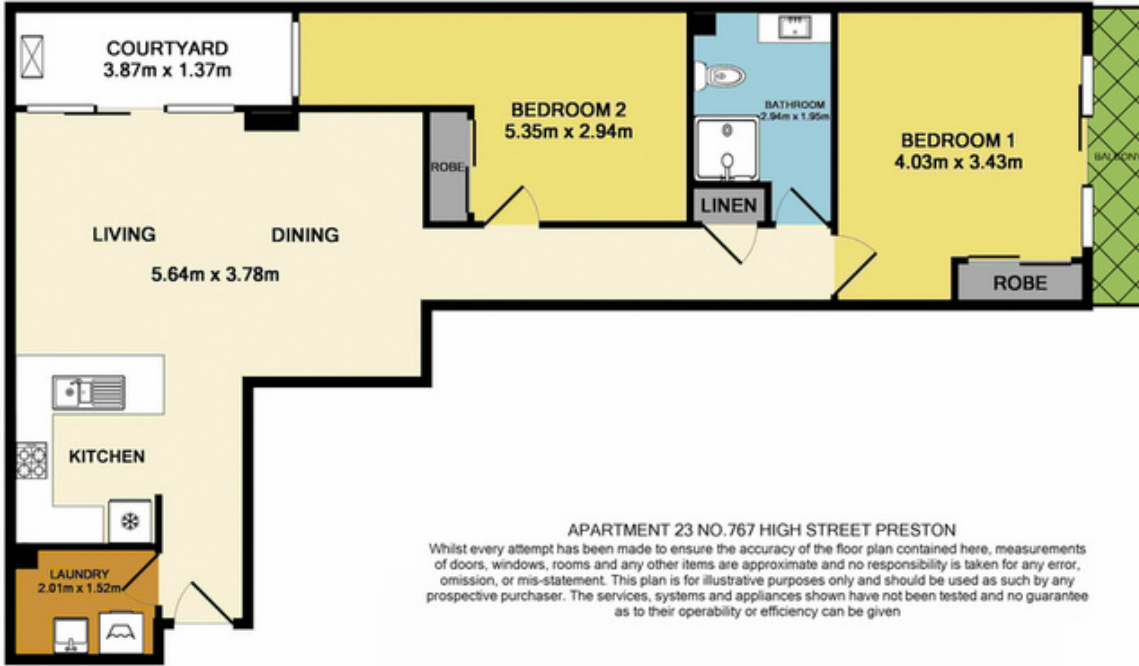 COURTYARD
3.87m x 1.37m
BEDROOM 2
5.35m x 2.94m
BATHROOM
2.94m x 1.95m
BEDROOM 1
4.03m x 3.43m
BALCONY
ROBE
LINEN
LIVING
DINING
5.64m x 3.78m
ROBE
KITCHEN
LAUNDRY
2.01m x 1.52m
APARTMENT 23 NO.767 HIGH STREET PRESTON
Whilst every attempt has been made to ensure the accuracy of the floor plan contained here, measurements
of doors, windows, rooms and any other items are approximate and no responsibility is taken for any error,
omission, or mis-statement. This plan is for illustrative purposes only and should be used as such by any
prospective purchaser. The services, systems and appliances shown have not been tested and no guarantee
as to their operability or efficiency can be given